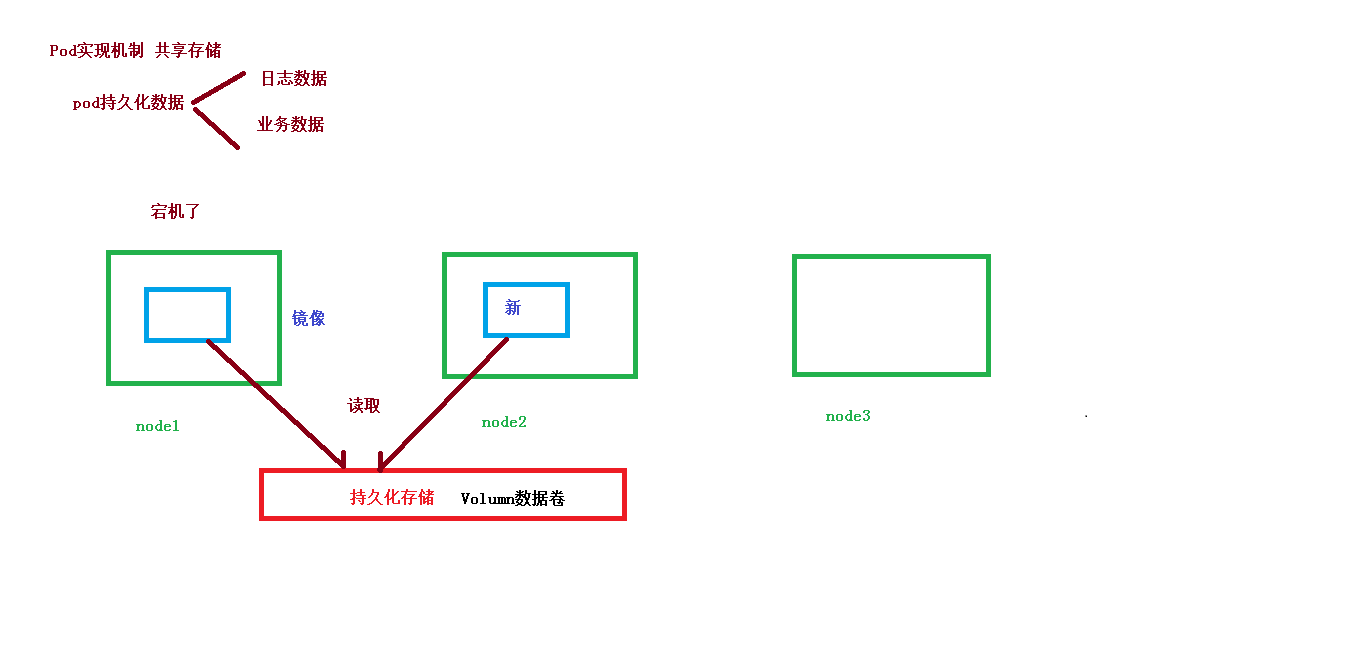 Pod实现机制 共享存储
日志数据
pod持久化数据
业务数据
宕机了
镜像
新
读取
node1
node2
node3
持久化存储 Volumn数据卷